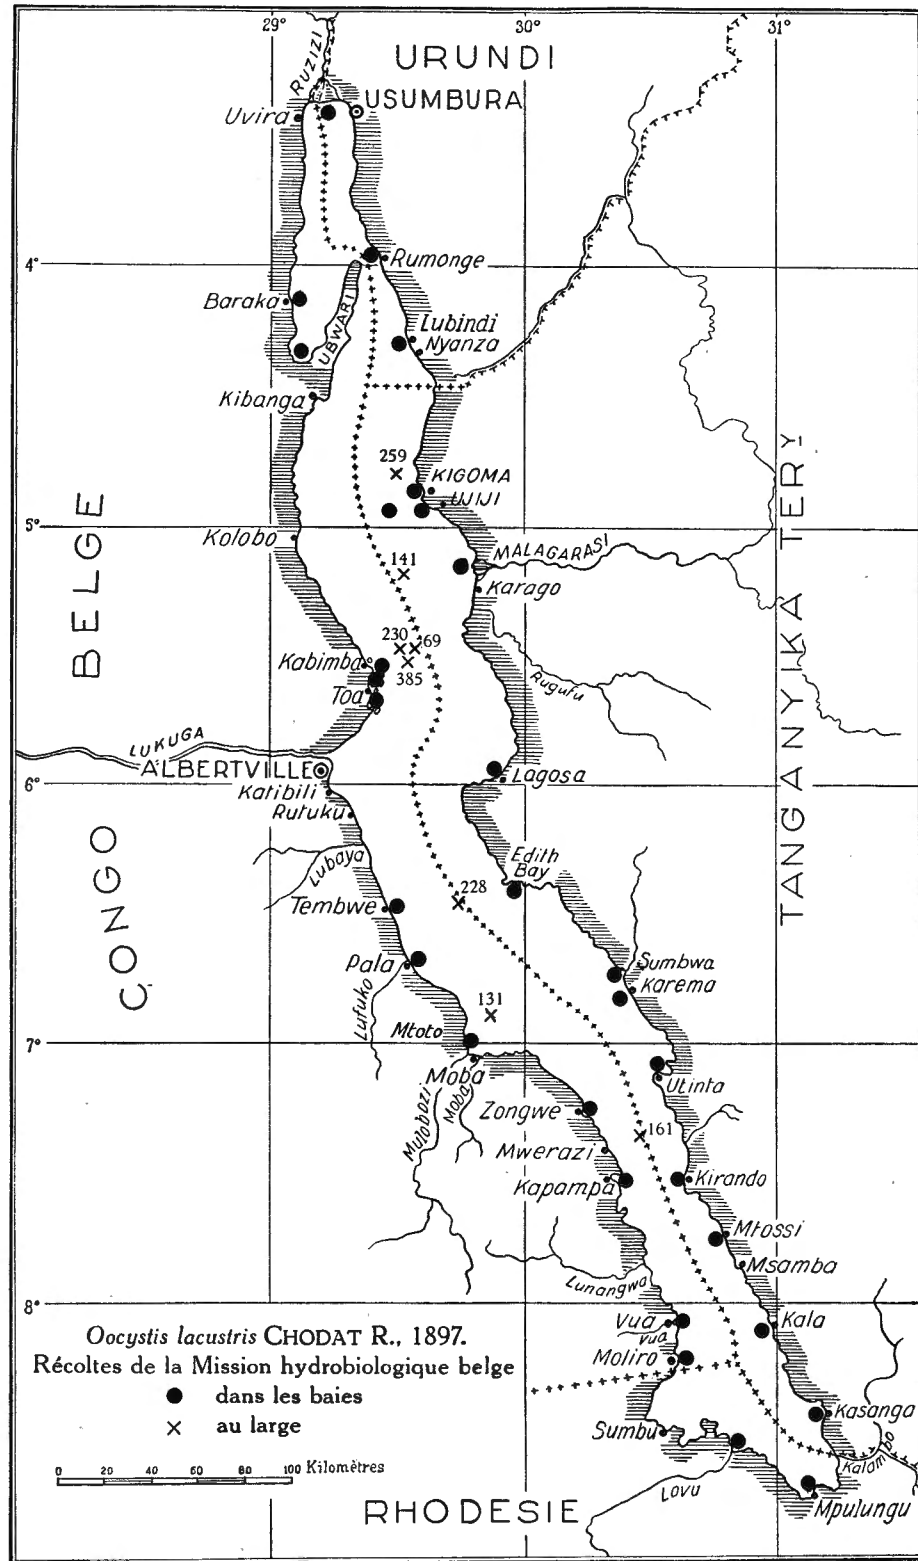 29°
30°
31°
RUZIZI
URUNDI
USUMBURA
Uvira
4°
Rumonge
Baraka
UBWARI
Lubindi
Nyanza
Kibanga
259
KIGOMA
UJIJI
5°
Kolobo
MALAGARASI
141
Karago
230
69
Kabimba
385
Toa
Rugufu
LUKUGA
ALBERTVILLE
6°
Lagosa
Katibili
Rutuku
Lubaya
Edith
Bay
228
Tembwe
Pala
Sumbwa
Karema
Lufuko
131
Mtoto
7°
Moba
Moba
Mulobozi
Utinta
Zongwe
161
Mwerazi
Kapampa
Kirando
Mtossi
Msamba
Lunangwa
8°
Vua
Vua
Kala
Moliro
Kasanga
Sumbu
Kalambo
Lovu
Mpulungu
RHODESIE
CONGO BELGE
TANGANYIKA TERY
Oocystis lacustris CHODAT R., 1897.
Récoltes de la Mission hydrobiologique belge
dans les baies
au large
0 20 40 60 80 100 Kilomètres